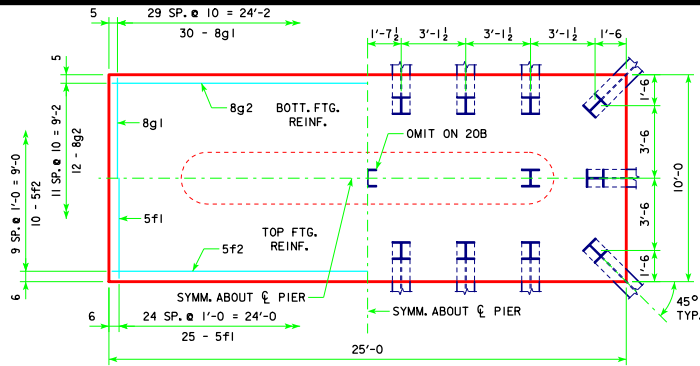 5
29 SP. @ 10 = 24'-2
30 - 8g1
1'-7½
3'-1½
3'-1½
3'-1½
1'-6
5
11 SP. @ 10 = 9'-2
12 - 8g2
9 SP. @ 1'-0 = 9'-0
10 - 5f2
6
8g1
8g2
BOTT. FTG.
REINF.
OMIT ON 20B
5f1
TOP FTG.
REINF.
5f2
1'-6
3'-6
3'-6
1'-6
10'-0
45°
TYP.
SYMM. ABOUT ℄ PIER
SYMM. ABOUT ℄ PIER
6
24 SP. @ 1'-0 = 24'-0
25 - 5f1
25'-0